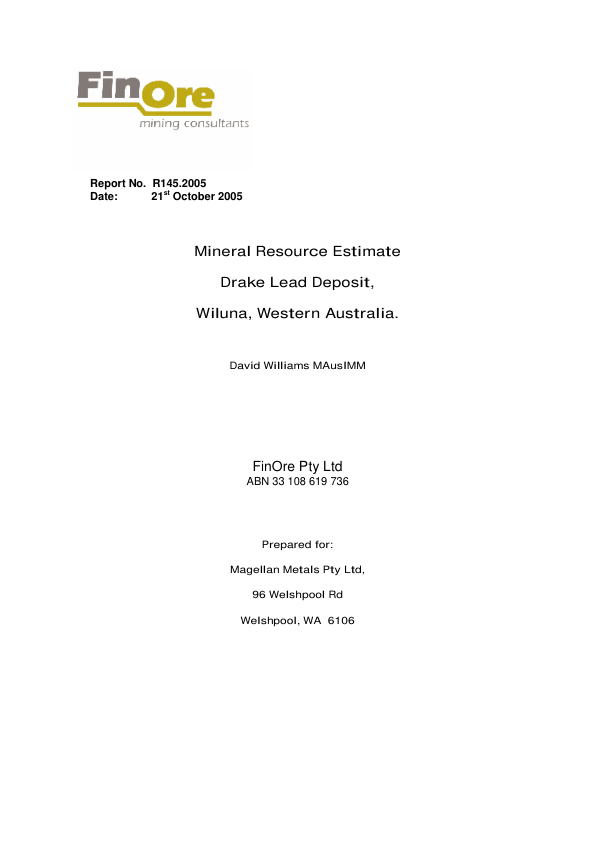 FinOre
mining consultants
Report No. R145.2005
Date: 21st October 2005
Mineral Resource Estimate
Drake Lead Deposit,
Wiluna, Western Australia.
David Williams MAusIMM
FinOre Pty Ltd
ABN 33 108 619 736
Prepared for:
Magellan Metals Pty Ltd,
96 Welshpool Rd
Welshpool, WA 6106